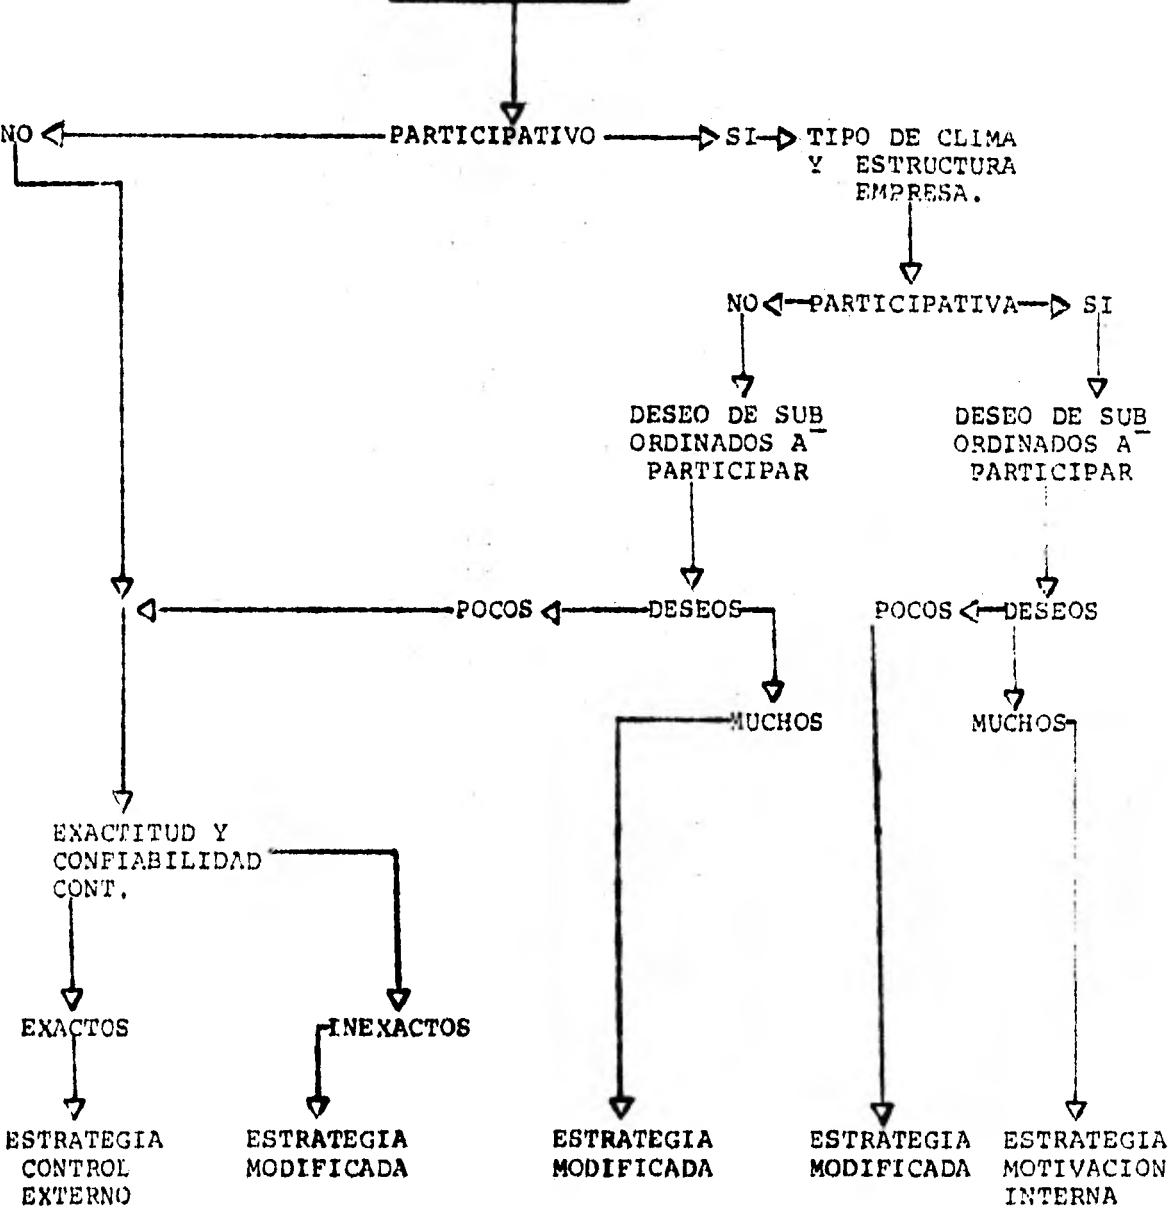 NO PARTICIPATIVO SI TIPO DE CLIMA
Y ESTRUCTURA
EMPRESA.
NO PARTICIPATIVA SI
DESEO DE SUB
ORDINADOS A
PARTICIPAR
DESEO DE SUB
ORDINADOS A
PARTICIPAR
POCOS DESEOS POCOS DESEOS
MUCHOS MUCHOS
EXACTITUD Y
CONFIABILIDAD
CONT.
EXACTOS INEXACTOS
ESTRATEGIA
CONTROL
EXTERNO
ESTRATEGIA
MODIFICADA
ESTRATEGIA
MODIFICADA
ESTRATEGIA
MODIFICADA
ESTRATEGIA
MOTIVACION
INTERNA